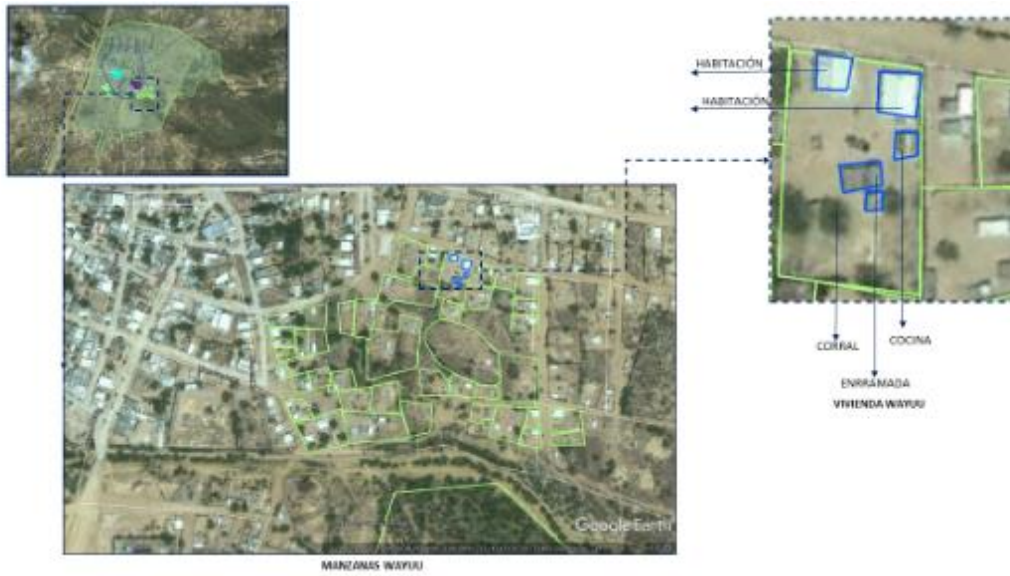 HABITACIÓN
HABITACIÓN
CORRAL
COCINA
ENRRAMADA
VIVIENDA WAYUU
Google Earth
MANZANAS WAYUU